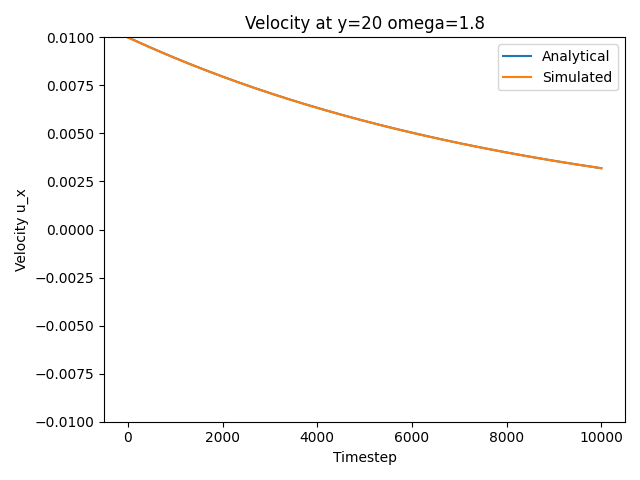 Velocity at y=20 omega=1.8
Analytical
Simulated
0.0100
0.0075
0.0050
0.0025
0.0000
−0.0025
−0.0050
−0.0075
−0.0100
Velocity u_x
0 2000 4000 6000 8000 10000
Timestep